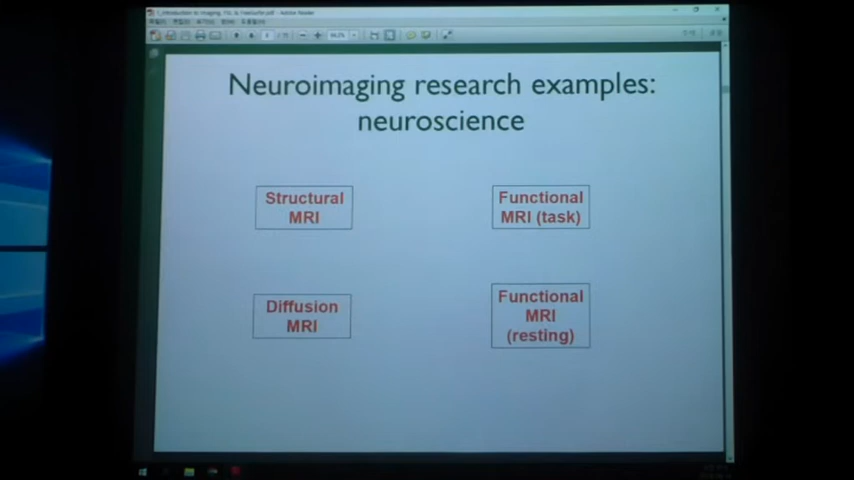 Neuroimaging research examples:
neuroscience
Structural
MRI
Functional
MRI (task)
Diffusion
MRI
Functional
MRI
(resting)